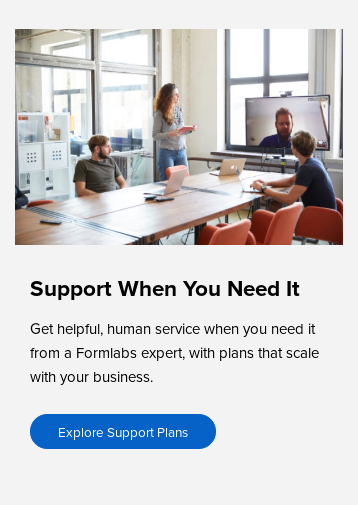 Support When You Need It
Get helpful, human service when you need it
from a Formlabs expert, with plans that scale
with your business.
Explore Support Plans